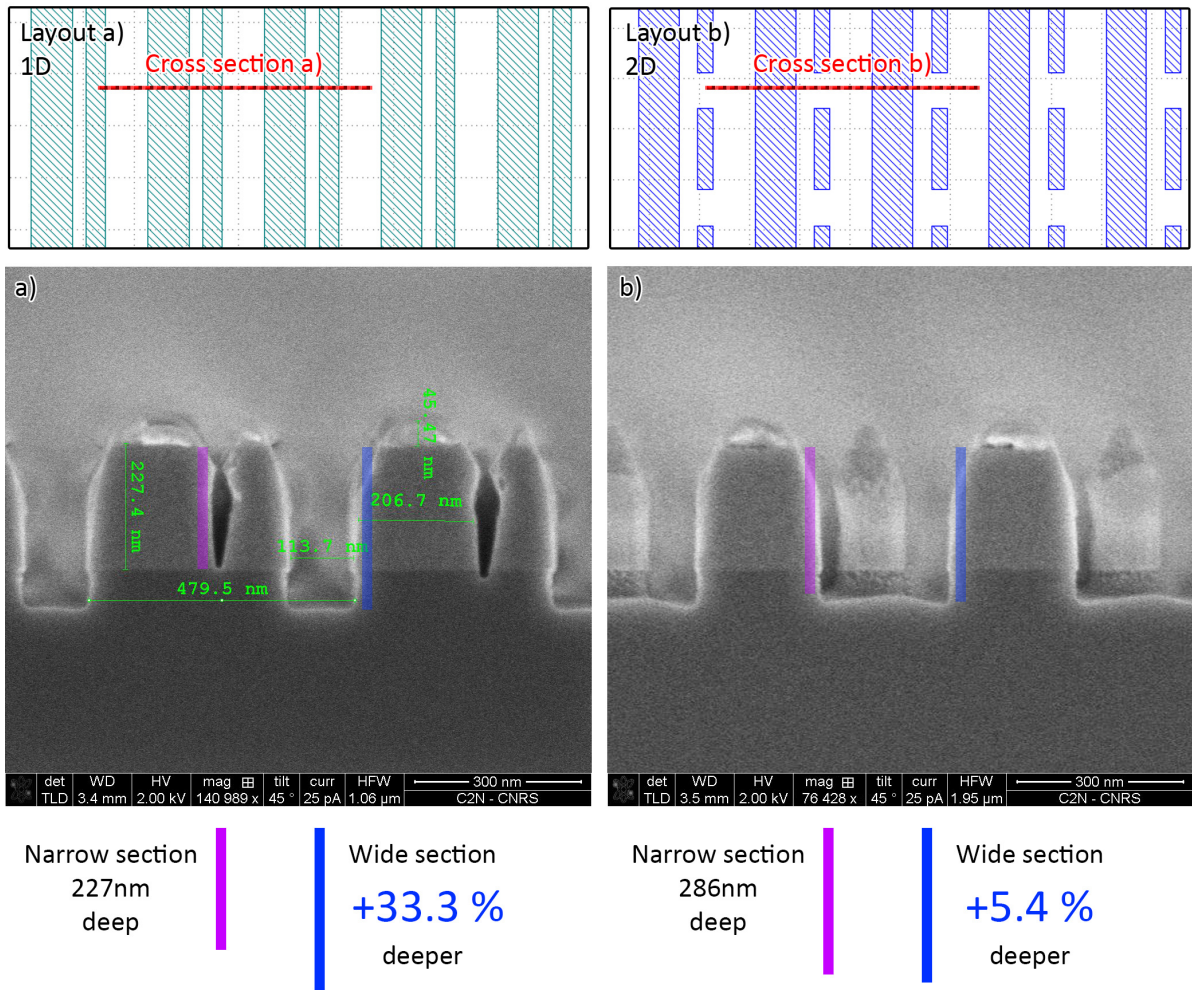 Layout a)
1D
Cross section a)
Layout b)
2D
Cross section b)
a)
227.4 nm
45.47 nm
206.7 nm
113.7 nm
479.5 nm
det WD HV mag ⊞ tilt curr HFW 300 nm
TLD 3.4 mm 2.00 kV 140 989 x 45 ° 25 pA 1.06 µm C2N - CNRS
b)
det WD HV mag ⊞ tilt curr HFW 300 nm
TLD 3.5 mm 2.00 kV 76 428 x 45 ° 25 pA 1.95 µm C2N - CNRS
Narrow section
227nm
deep
Wide section
+33.3 %
deeper
Narrow section
286nm
deep
Wide section
+5.4 %
deeper